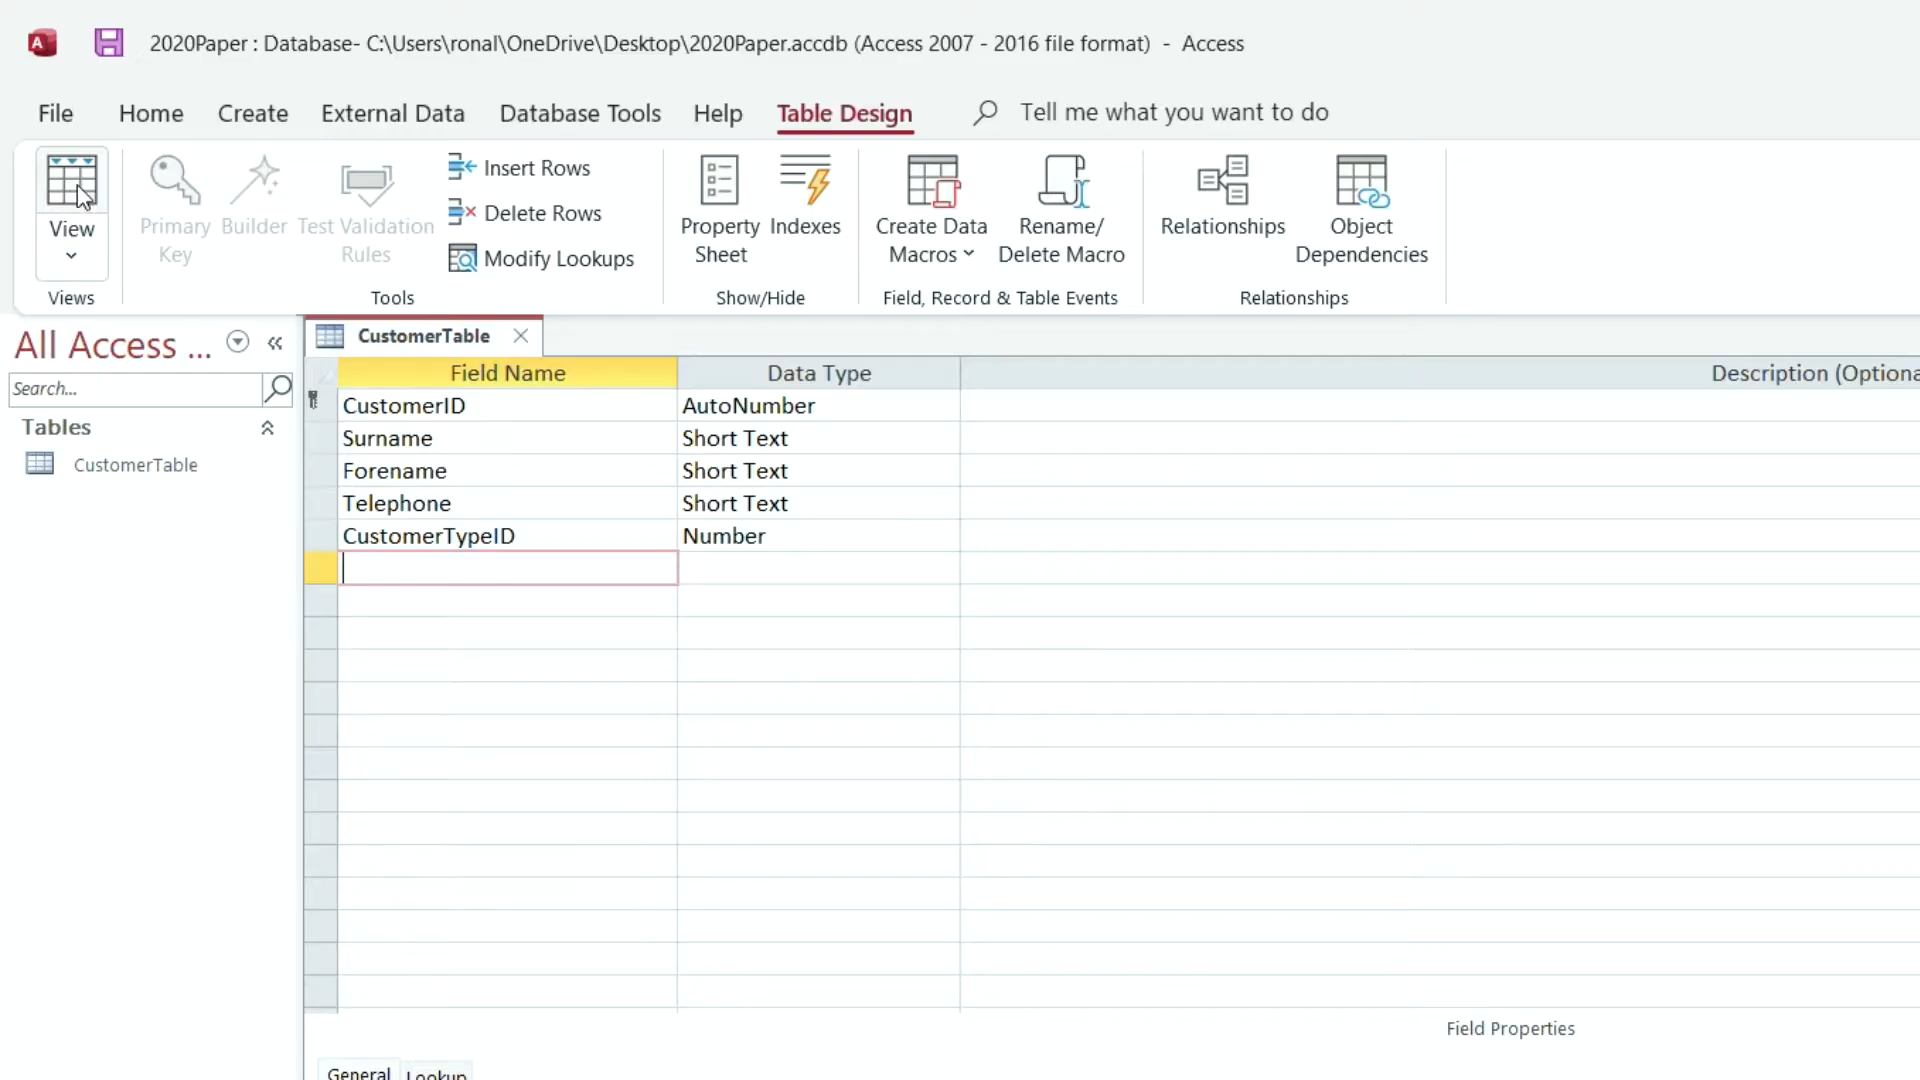 2020Paper : Database- C:\Users\ronal\OneDrive\Desktop\2020Paper.accdb (Access 2007 - 2016 file format)  -  Access
File Home Create External Data Database Tools Help Table Design Tell me what you want to do
View
Primary Key
Builder
Test Validation Rules
Insert Rows
Delete Rows
Modify Lookups
Property Sheet
Indexes
Create Data Macros
Rename/ Delete Macro
Relationships
Object Dependencies
Views Tools Show/Hide Field, Record & Table Events Relationships
All Access ...
Search...
Tables
CustomerTable
CustomerTable
Field Name Data Type Description (Optiona
CustomerID AutoNumber
Surname Short Text
Forename Short Text
Telephone Short Text
CustomerTypeID Number
Field Properties
General Lookup